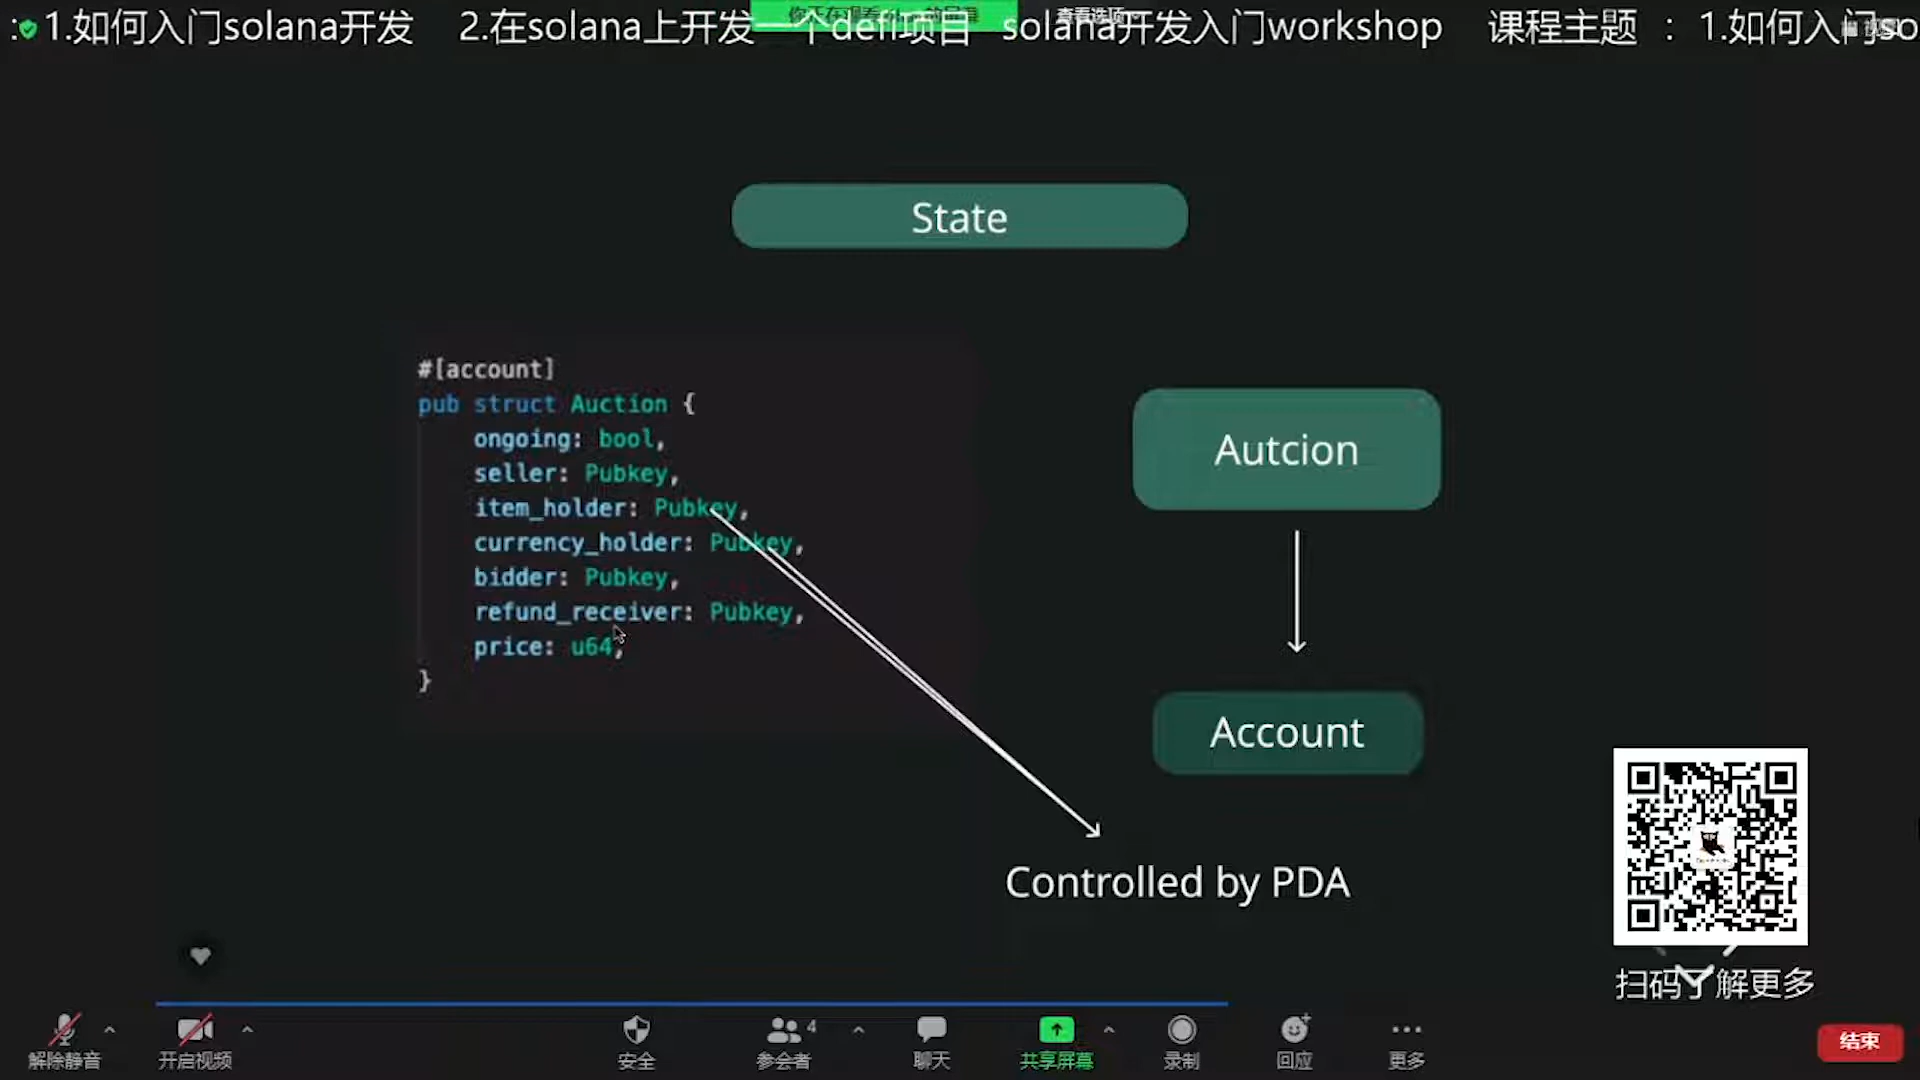 : 1.如何入门solana开发 2.在solana上开发一个defi项目 solana开发入门workshop 课程主题 : 1.如何入门so
查看选项
State
#[account]
pub struct Auction {
ongoing: bool,
seller: Pubkey,
item_holder: Pubkey,
currency_holder: Pubkey,
bidder: Pubkey,
refund_receiver: Pubkey,
price: u64,
}
Autcion
Account
Controlled by PDA
扫码了解更多
解除静音
开启视频
安全
参会者 4
聊天
共享屏幕
录制
回应
更多
结束